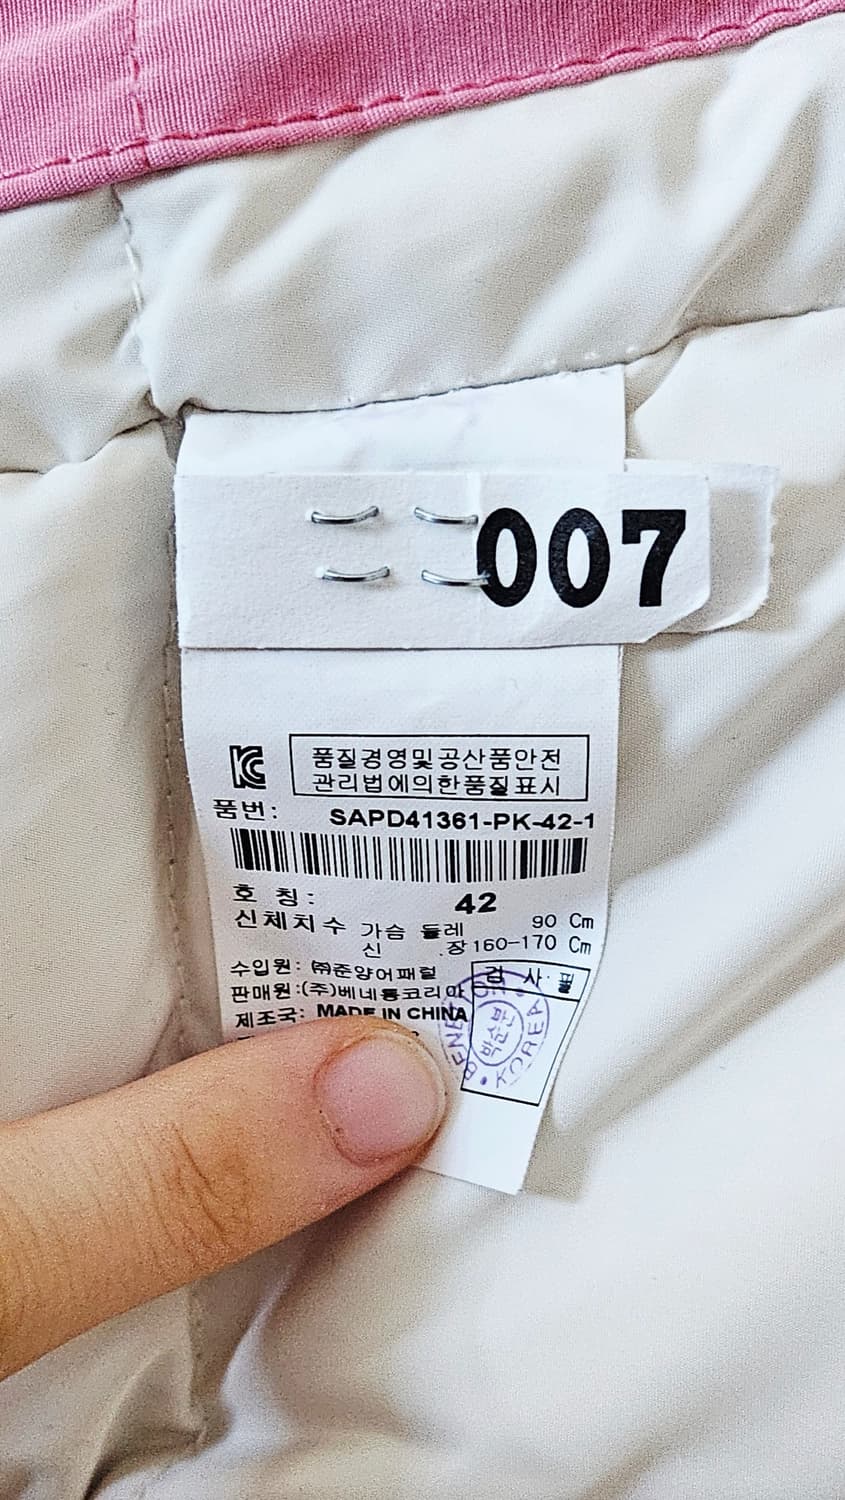 007
KC
품질경영및공산품안전
관리법에의한품질표시
품번: SAPD41361-PK-42-1
호 칭: 42
신체치수 가슴 둘레 90 Cm
신 장 160-170 Cm
수입원: ㈜준양어패럴
판매원:(주)베네통코리아
제조국: MADE IN CHINA
검 사 필
KOREA